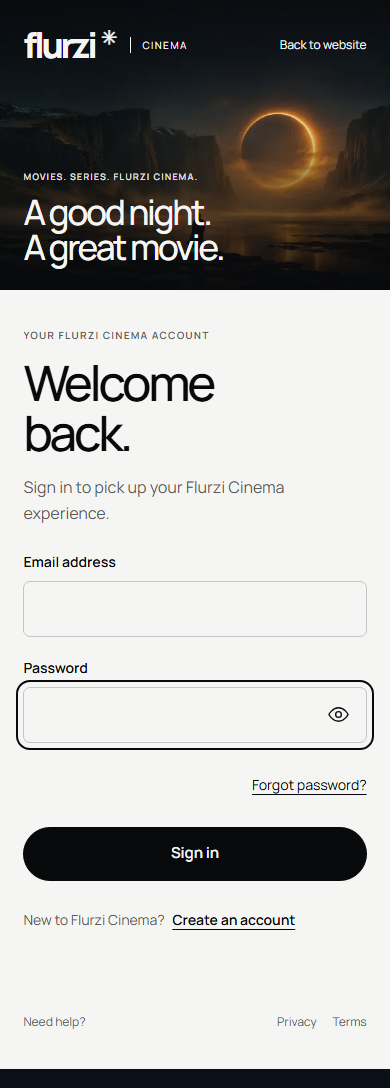 flurzi
CINEMA
Back to website
MOVIES. SERIES. FLURZI CINEMA.
A good night.
A great movie.
YOUR FLURZI CINEMA ACCOUNT
Welcome
back.
Sign in to pick up your Flurzi Cinema
experience.
Email address
Password
Forgot password?
Sign in
New to Flurzi Cinema? Create an account
Need help?
Privacy
Terms